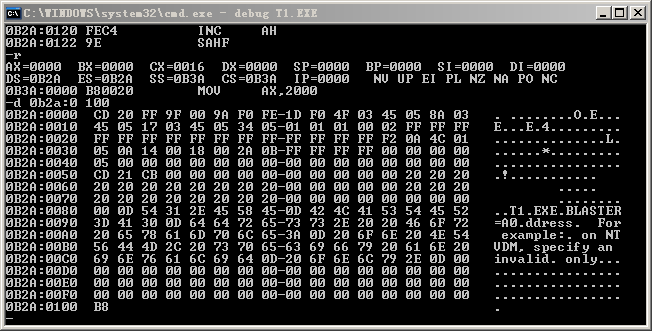 C:\WINDOWS\system32\cmd.exe - debug T1.EXE
0B2A:0120 FEC4          INC     AH
0B2A:0122 9E            SAHF
-r
AX=0000  BX=0000  CX=0016  DX=0000  SP=0000  BP=0000  SI=0000  DI=0000
DS=0B2A  ES=0B2A  SS=0B3A  CS=0B3A  IP=0000   NV UP EI PL NZ NA PO NC
0B3A:0000 B80020        MOV     AX,2000
-d 0b2a:0 100
0B2A:0000  CD 20 FF 9F 00 9A F0 FE-1D F0 4F 03 45 05 8A 03   . ........O.E...
0B2A:0010  45 05 17 03 45 05 34 05-01 01 01 00 02 FF FF FF   E...E.4.........
0B2A:0020  FF FF FF FF FF FF FF FF-FF FF FF FF F2 0A 4C 01   ..............L.
0B2A:0030  05 0A 14 00 18 00 2A 0B-FF FF FF FF 00 00 00 00   ......*.........
0B2A:0040  05 00 00 00 00 00 00 00-00 00 00 00 00 00 00 00   ................
0B2A:0050  CD 21 CB 00 00 00 00 00-00 00 00 00 00 20 20 20   .!...........
0B2A:0060  20 20 20 20 20 20 20 20-00 00 00 00 00 20 20 20           .....
0B2A:0070  20 20 20 20 20 20 20 20-00 00 00 00 00 00 00 00           ........
0B2A:0080  00 0D 54 31 2E 45 58 45-0D 42 4C 41 53 54 45 52   ..T1.EXE.BLASTER
0B2A:0090  3D 41 30 0D 64 64 72 65-73 73 2E 20 20 46 6F 72   =A0.ddress.  For
0B2A:00A0  20 65 78 61 6D 70 6C 65-3A 0D 20 6F 6E 20 4E 54    example:. on NT
0B2A:00B0  56 44 4D 2C 20 73 70 65-63 69 66 79 20 61 6E 20   VDM, specify an
0B2A:00C0  69 6E 76 61 6C 69 64 0D-20 6F 6E 6C 79 2E 0D 00   invalid. only...
0B2A:00D0  00 00 00 00 00 00 00 00-00 00 00 00 00 00 00 00   ................
0B2A:00E0  00 00 00 00 00 00 00 00-00 00 00 00 00 00 00 00   ................
0B2A:00F0  00 00 00 00 00 00 00 00-00 00 00 00 00 00 00 00   ................
0B2A:0100  B8                                                .
-